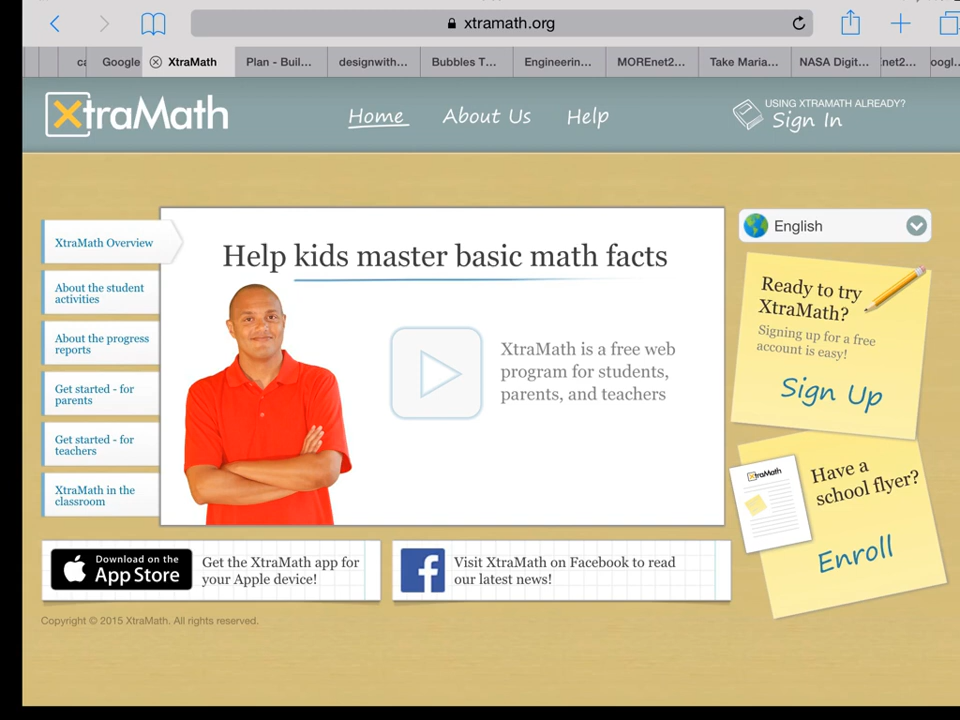 xtramath.org
Google
XtraMath
Plan - Buil...
designwith...
Bubbles T...
Engineerin...
MOREnet2...
Take Maria...
NASA Digit...
XtraMath
Home
About Us
Help
USING XTRAMATH ALREADY?
Sign In
XtraMath Overview
About the student
activities
About the progress
reports
Get started - for
parents
Get started - for
teachers
XtraMath in the
classroom
Help kids master basic math facts
XtraMath is a free web
program for students,
parents, and teachers
English
Ready to try
XtraMath?
Signing up for a free
account is easy!
Sign Up
XtraMath
Have a
school flyer?
Enroll
Download on the
App Store
Get the XtraMath app for
your Apple device!
f
Visit XtraMath on Facebook to read
our latest news!
Copyright © 2015 XtraMath. All rights reserved.